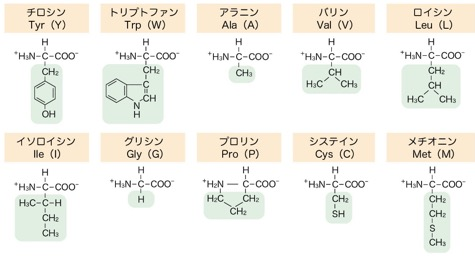 チロシン
Tyr（Y）
トリプトファン
Trp（W）
アラニン
Ala（A）
バリン
Val（V）
ロイシン
Leu（L）
H
⁺H₃N−C−COO⁻
CH₂
OH
H
⁺H₃N−C−COO⁻
CH₂
C
CH
N
H
H
⁺H₃N−C−COO⁻
CH₃
H
⁺H₃N−C−COO⁻
CH
H₃C CH₃
H
⁺H₃N−C−COO⁻
CH₂
CH
H₃C CH₃
イソロイシン
Ile（I）
グリシン
Gly（G）
プロリン
Pro（P）
システイン
Cys（C）
メチオニン
Met（M）
H
⁺H₃N−C−COO⁻
H₃C−C−H
CH₂
CH₃
H
⁺H₃N−C−COO⁻
H
H
⁺H₂N−C−COO⁻
H₂C CH₂
CH₂
H
⁺H₃N−C−COO⁻
CH₂
SH
H
⁺H₃N−C−COO⁻
CH₂
CH₂
S
CH₃